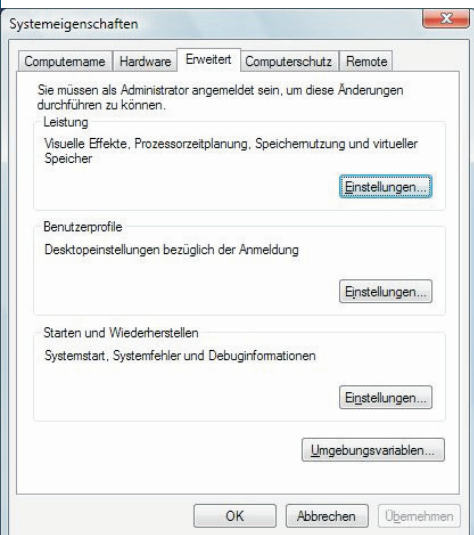 Systemeigenschaften
Computername Hardware Erweitert Computerschutz Remote
Sie müssen als Administrator angemeldet sein, um diese Änderungen
durchführen zu können.
Leistung
Visuelle Effekte, Prozessorzeitplanung, Speichernutzung und virtueller
Speicher
Einstellungen...
Benutzerprofile
Desktopeinstellungen bezüglich der Anmeldung
Einstellungen...
Starten und Wiederherstellen
Systemstart, Systemfehler und Debuginformationen
Einstellungen...
Umgebungsvariablen...
OK Abbrechen Übernehmen